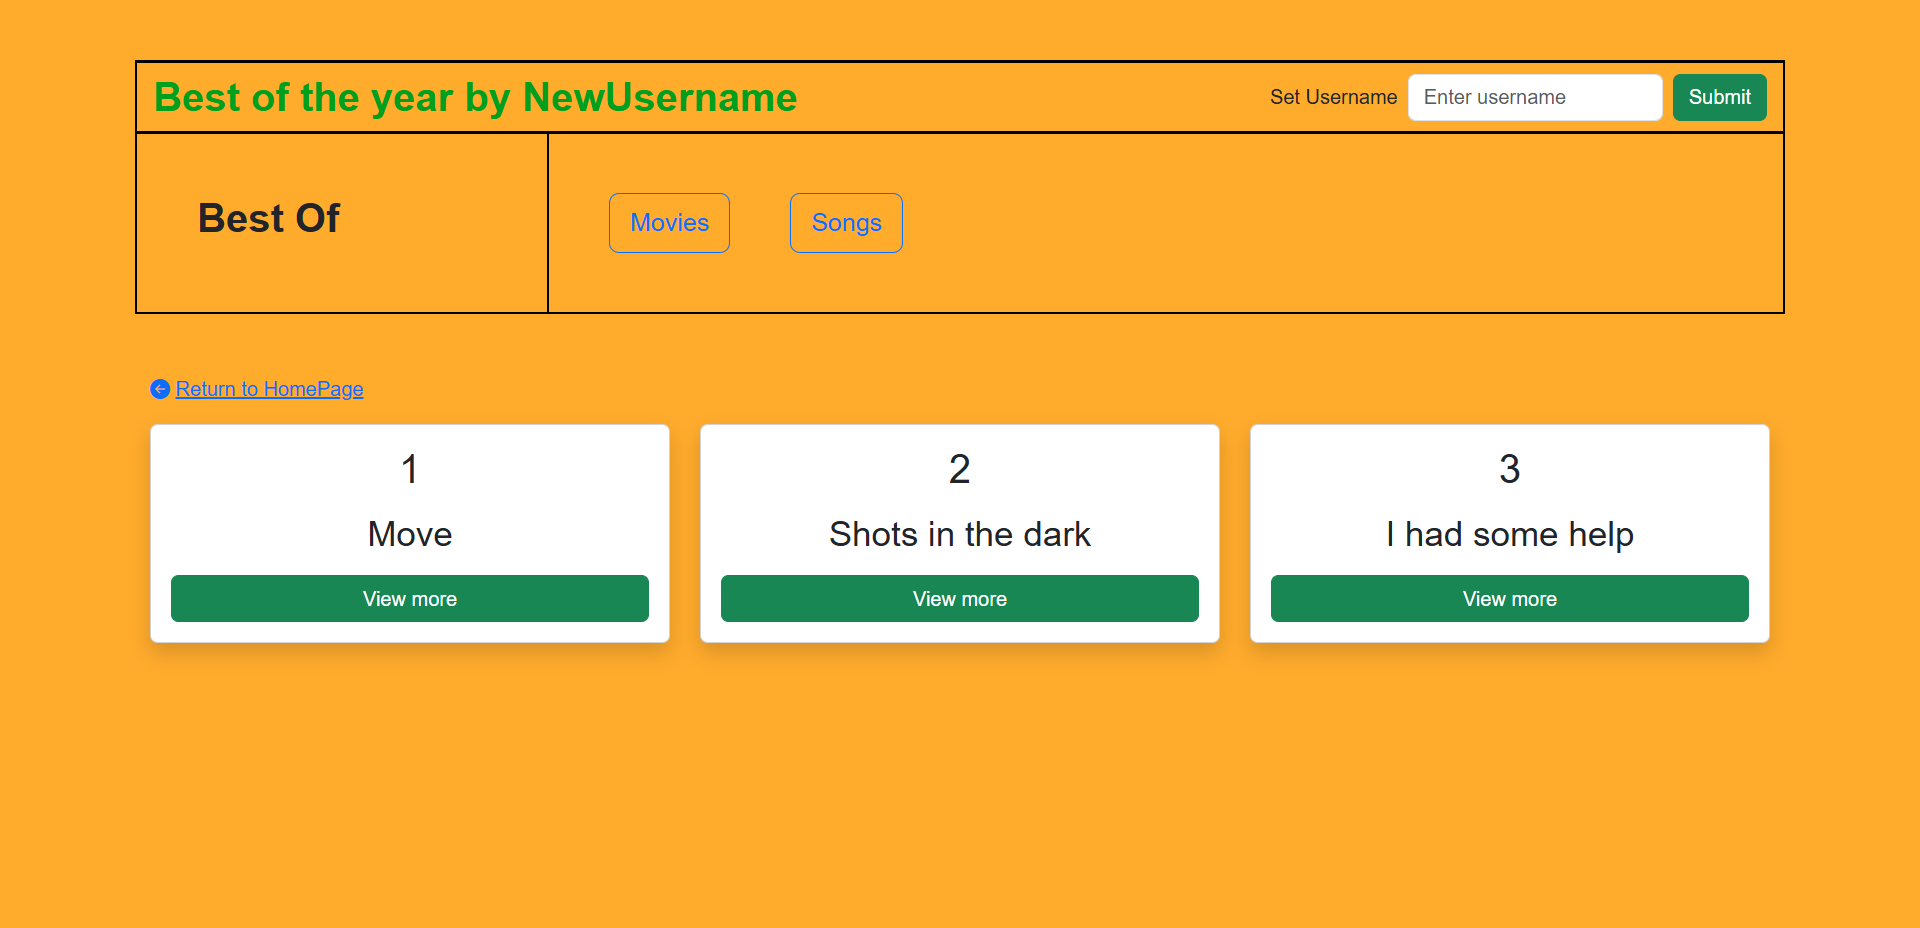 Best of the year by NewUsername
Set Username
Enter username
Submit
Best Of
Movies
Songs
Return to HomePage
1
Move
View more
2
Shots in the dark
View more
3
I had some help
View more